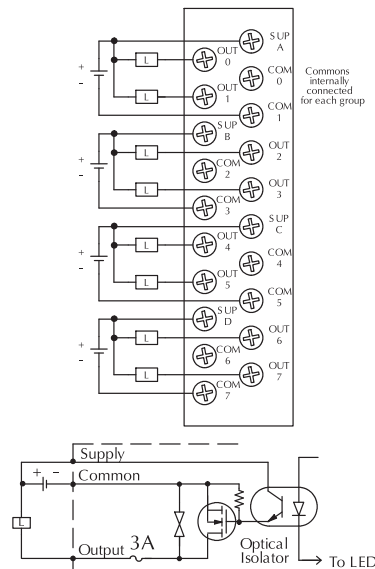 SUP
A
OUT
0
COM
0
Commons
internally
connected
for each group
+
-
L
L
OUT
1
COM
1
SUP
B
OUT
2
+
-
L
L
COM
2
OUT
3
COM
3
SUP
C
OUT
4
COM
4
+
-
L
L
OUT
5
COM
5
SUP
D
OUT
6
+
-
L
L
COM
6
OUT
7
COM
7
Supply
+ -
Common
L
Output 3A
Optical
Isolator
To LED